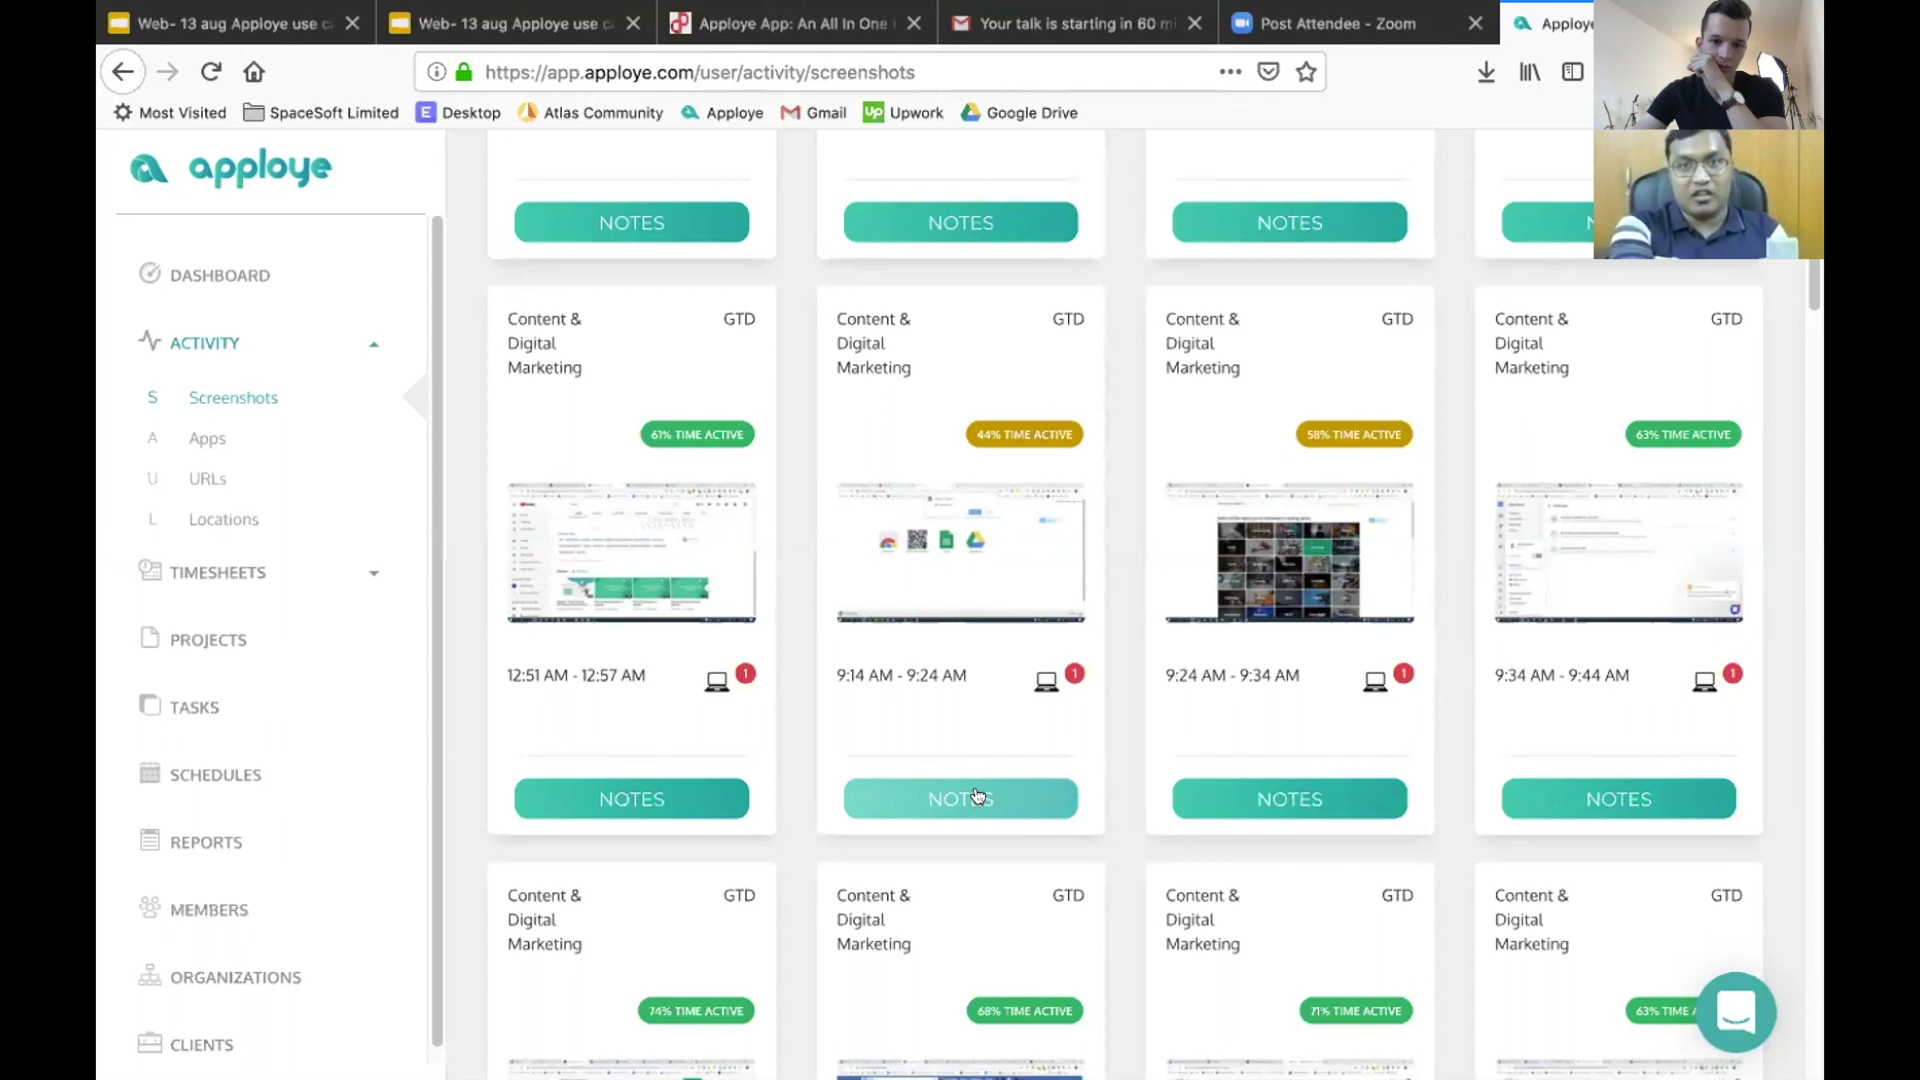 Web- 13 aug Apploye use c
Web- 13 aug Apploye use c
Apploye App: An All In One
Your talk is starting in 60 m
Post Attendee - Zoom
Apploye
https://app.apploye.com/user/activity/screenshots
Most Visited
SpaceSoft Limited
Desktop
Atlas Community
Apploye
Gmail
Upwork
Google Drive
apploye
DASHBOARD
ACTIVITY
S Screenshots
A Apps
U URLs
L Locations
TIMESHEETS
PROJECTS
TASKS
SCHEDULES
REPORTS
MEMBERS
ORGANIZATIONS
CLIENTS
NOTES
NOTES
NOTES
Content &
Digital
Marketing
GTD
61% TIME ACTIVE
12:51 AM - 12:57 AM
1
NOTES
Content &
Digital
Marketing
GTD
44% TIME ACTIVE
9:14 AM - 9:24 AM
1
NOTES
Content &
Digital
Marketing
GTD
58% TIME ACTIVE
9:24 AM - 9:34 AM
1
NOTES
Content &
Digital
Marketing
GTD
63% TIME ACTIVE
9:34 AM - 9:44 AM
1
NOTES
Content &
Digital
Marketing
GTD
74% TIME ACTIVE
Content &
Digital
Marketing
GTD
68% TIME ACTIVE
Content &
Digital
Marketing
GTD
71% TIME ACTIVE
Content &
Digital
Marketing
GTD
63% TIME